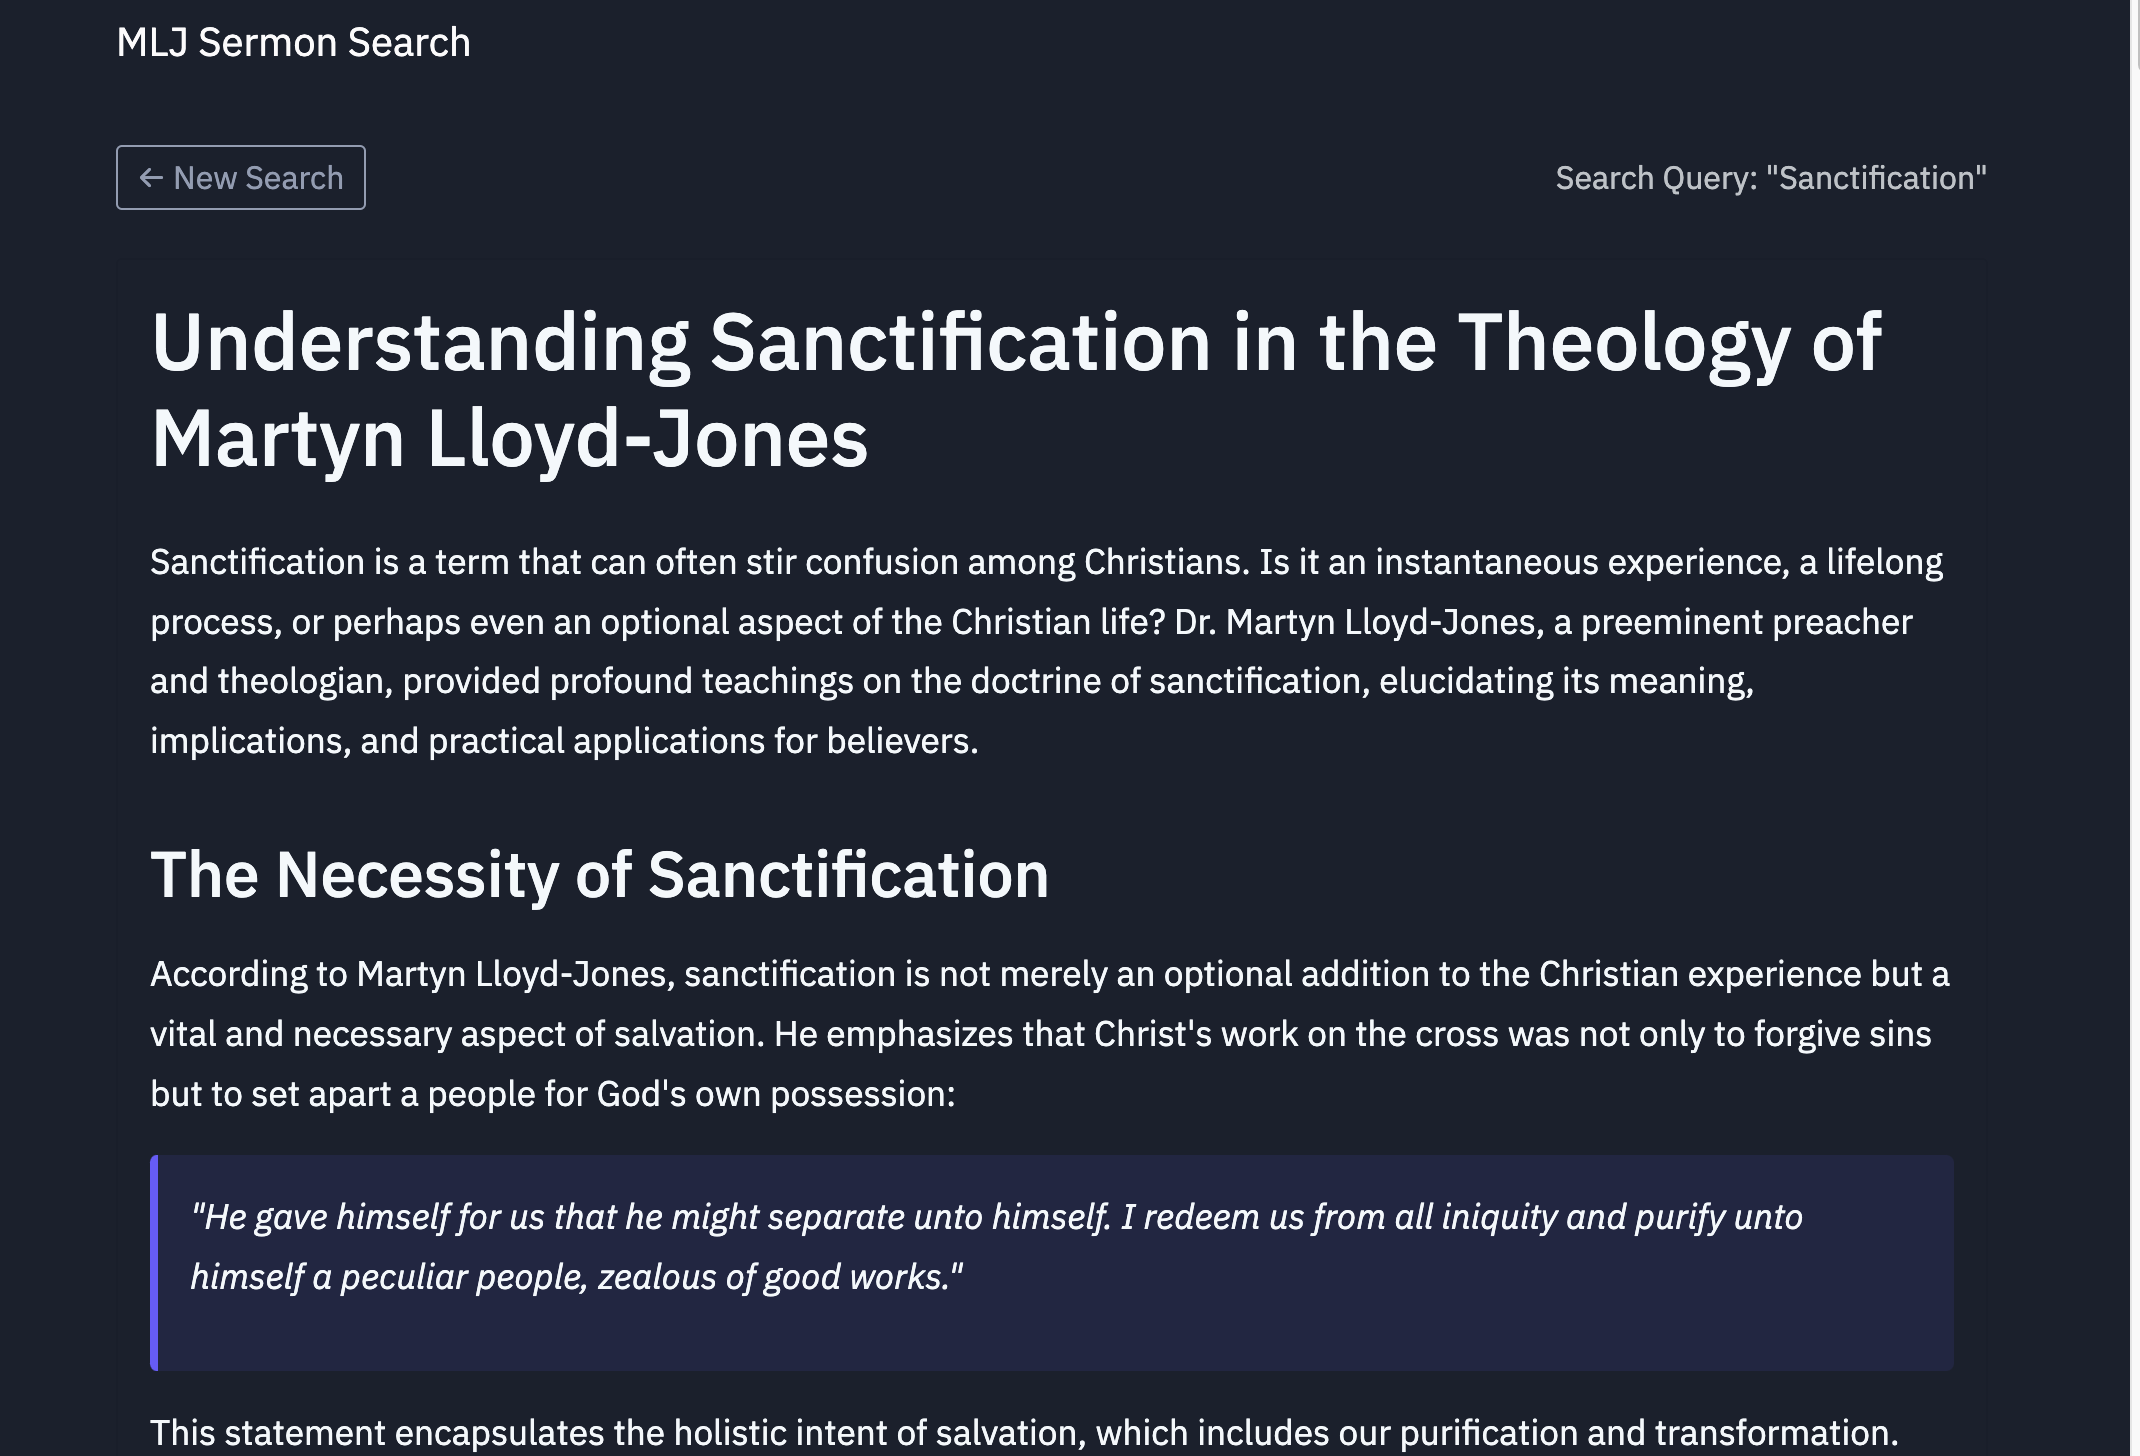 MLJ Sermon Search
← New Search
Search Query: "Sanctification"
Understanding Sanctification in the Theology of
Martyn Lloyd-Jones
Sanctification is a term that can often stir confusion among Christians. Is it an instantaneous experience, a lifelong
process, or perhaps even an optional aspect of the Christian life? Dr. Martyn Lloyd-Jones, a preeminent preacher
and theologian, provided profound teachings on the doctrine of sanctification, elucidating its meaning,
implications, and practical applications for believers.
The Necessity of Sanctification
According to Martyn Lloyd-Jones, sanctification is not merely an optional addition to the Christian experience but a
vital and necessary aspect of salvation. He emphasizes that Christ's work on the cross was not only to forgive sins
but to set apart a people for God's own possession:
"He gave himself for us that he might separate unto himself. I redeem us from all iniquity and purify unto
himself a peculiar people, zealous of good works."
This statement encapsulates the holistic intent of salvation, which includes our purification and transformation.